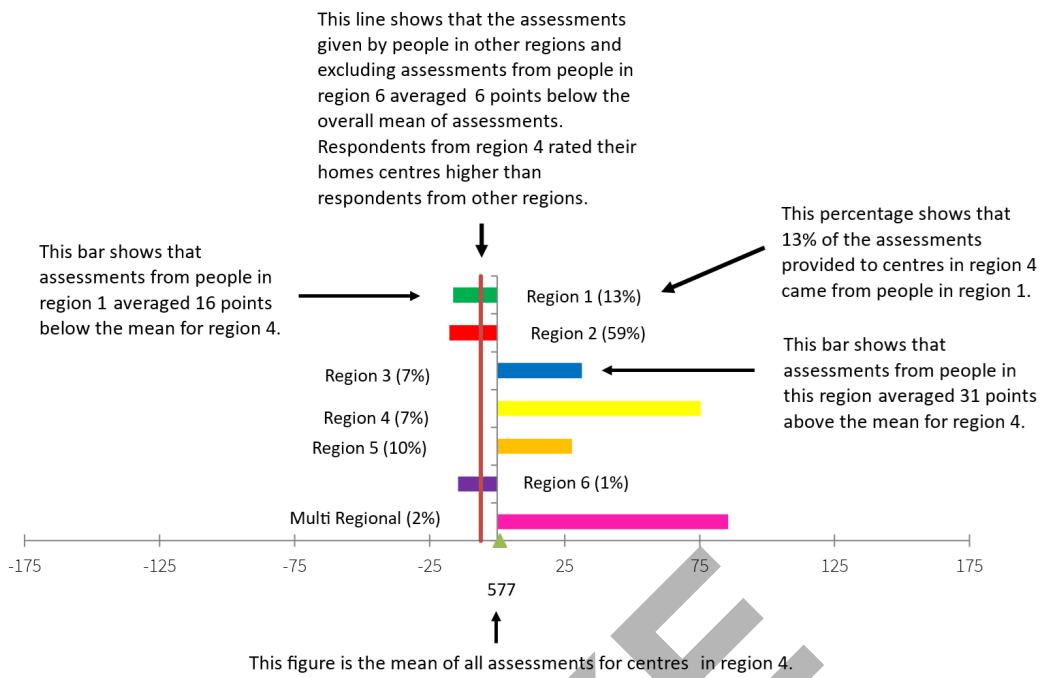 This line shows that the assessments
given by people in other regions and
excluding assessments from people in
region 6 averaged 6 points below the
overall mean of assessments.
Respondents from region 4 rated their
homes centres higher than
respondents from other regions.
This percentage shows that
13% of the assessments
provided to centres in region 4
came from people in region 1.
This bar shows that
assessments from people in
region 1 averaged 16 points
below the mean for region 4.
Region 1 (13%)
Region 2 (59%)
This bar shows that
assessments from people in
this region averaged 31 points
above the mean for region 4.
Region 3 (7%)
Region 4 (7%)
Region 5 (10%)
Region 6 (1%)
Multi Regional (2%)
-175 -125 -75 -25 25 75 125 175
577
This figure is the mean of all assessments for centres in region 4.